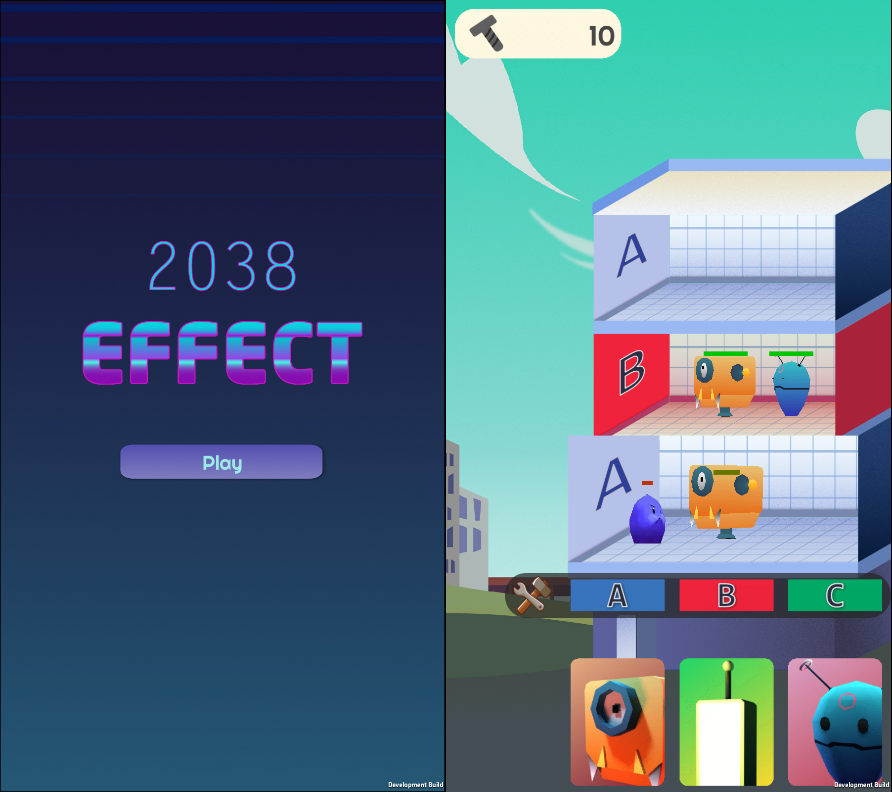 2038
EFFECT
Play
Development Build
10
A
B
A
A B C
Development Build